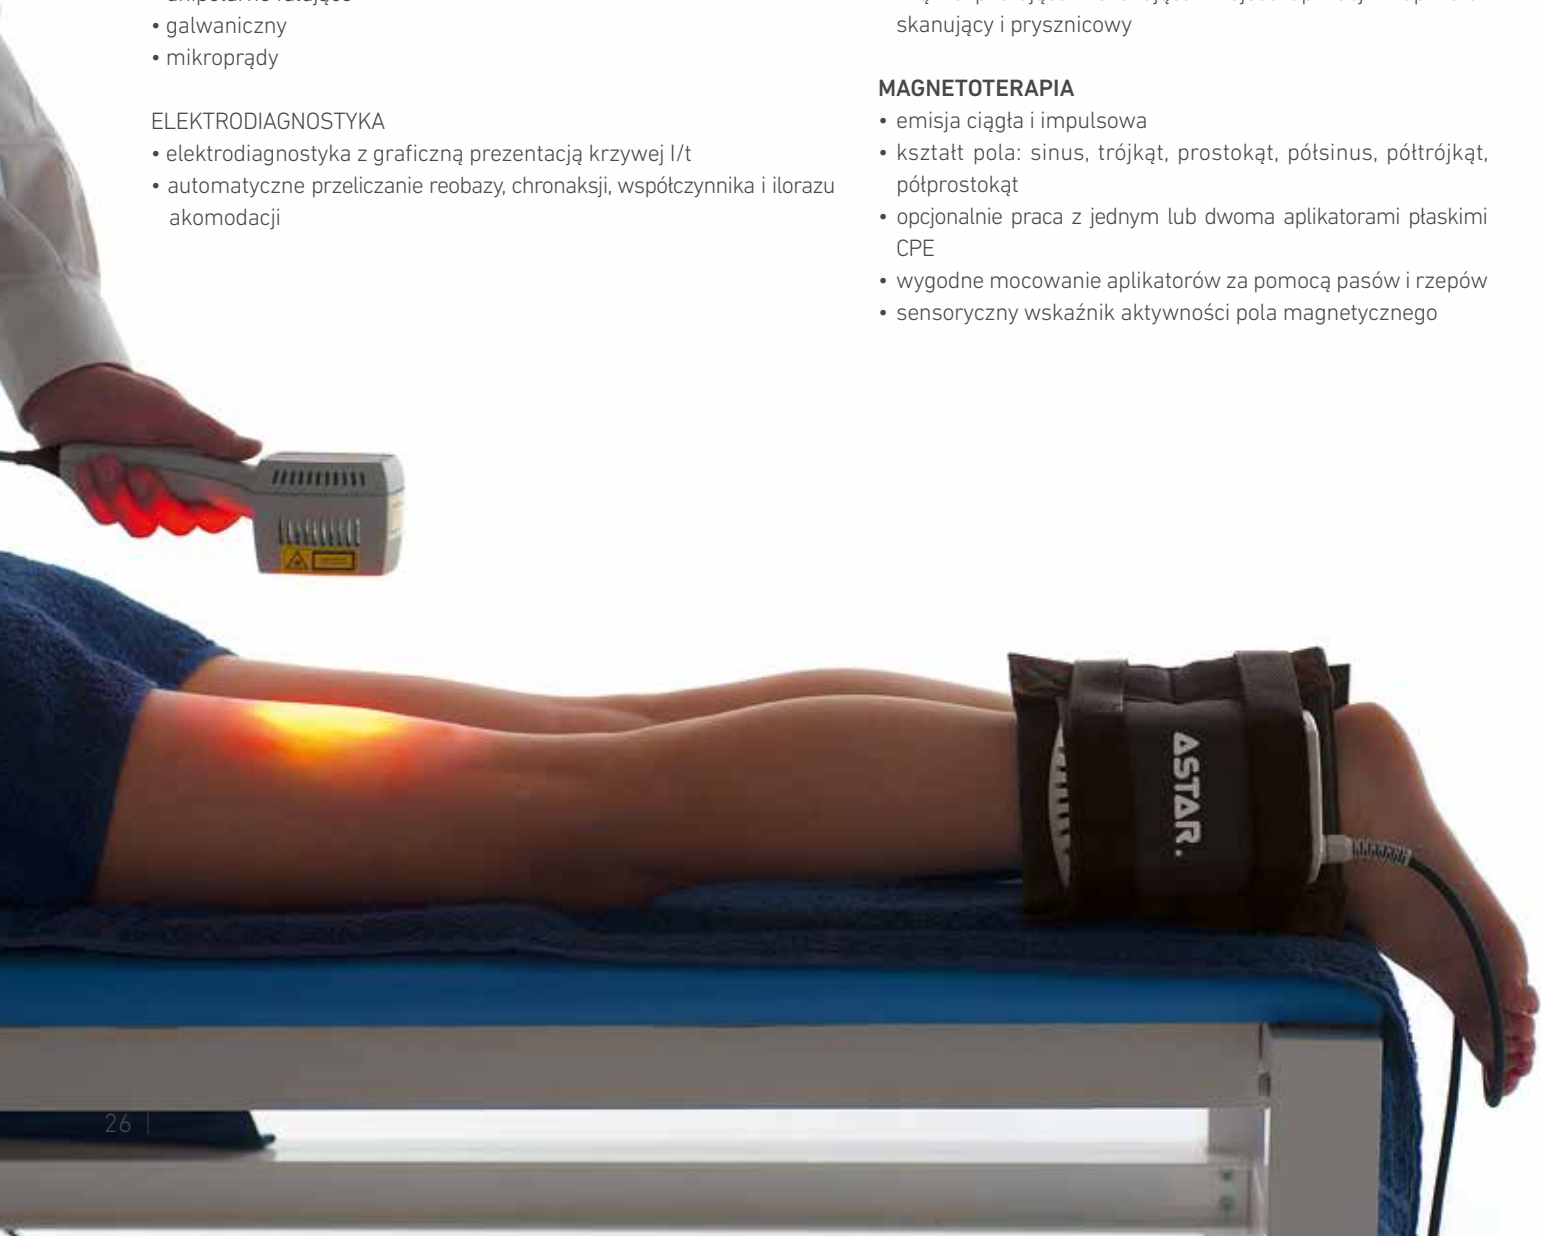 • galwaniczny
• mikroprądy
ELEKTRODIAGNOSTYKA
• elektrodiagnostyka z graficzną prezentacją krzywej I/t
• automatyczne przeliczanie reobazy, chronaksji, współczynnika i ilorazu
akomodacji
skanujący i prysznicowy
MAGNETOTERAPIA
• emisja ciągła i impulsowa
• kształt pola: sinus, trójkąt, prostokąt, półsinus, półtrójkąt,
półprostokąt
• opcjonalnie praca z jednym lub dwoma aplikatorami płaskimi
CPE
• wygodne mocowanie aplikatorów za pomocą pasów i rzepów
• sensoryczny wskaźnik aktywności pola magnetycznego
ASTAR.
26 |